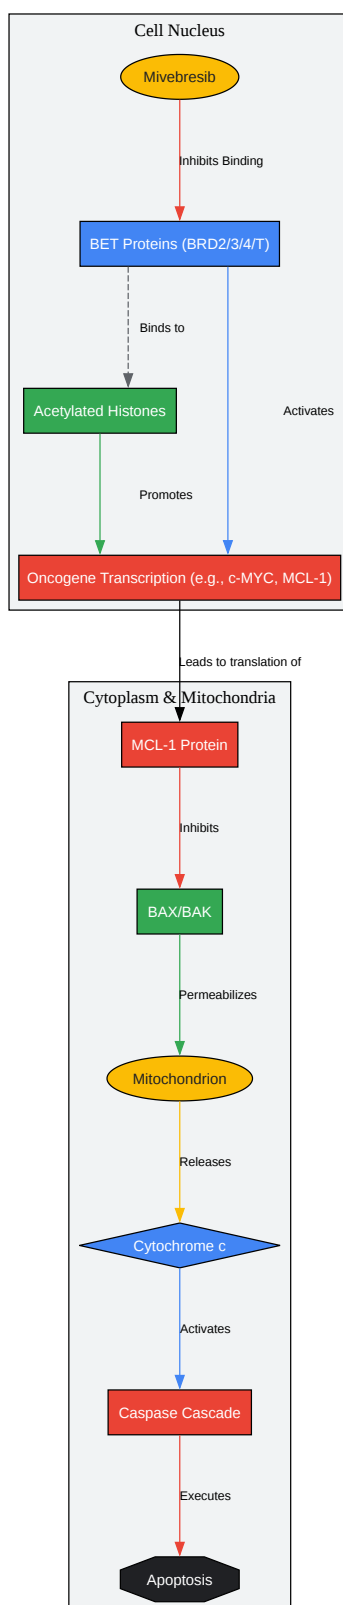 Cell Nucleus
Mivebresib
Inhibits Binding
BET Proteins (BRD2/3/4/T)
Binds to
Acetylated Histones
Activates
Promotes
Oncogene Transcription (e.g., c-MYC, MCL-1)
Leads to translation of
Cytoplasm & Mitochondria
MCL-1 Protein
Inhibits
BAX/BAK
Permeabilizes
Mitochondrion
Releases
Cytochrome c
Activates
Caspase Cascade
Executes
Apoptosis